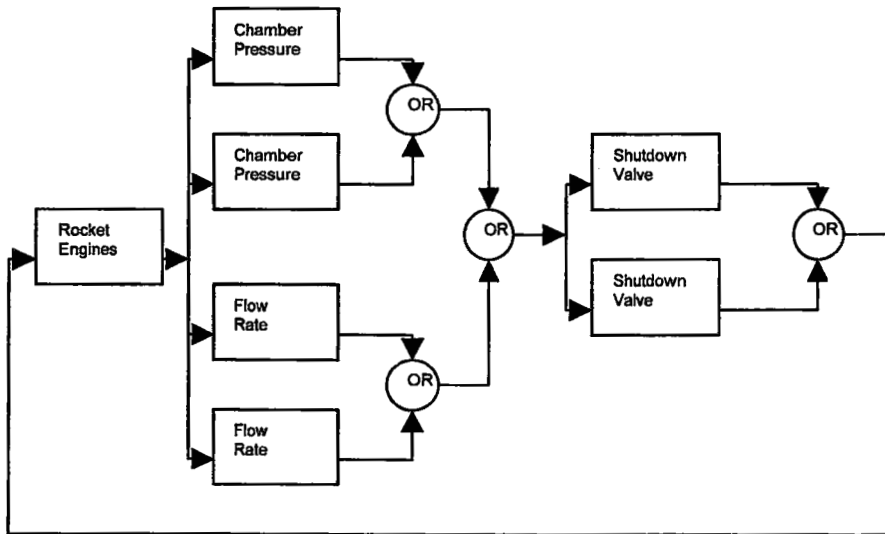 Chamber
Pressure
OR
Chamber
Pressure
Shutdown
Valve
Rocket
Engines
OR
OR
Shutdown
Valve
Flow
Rate
OR
Flow
Rate